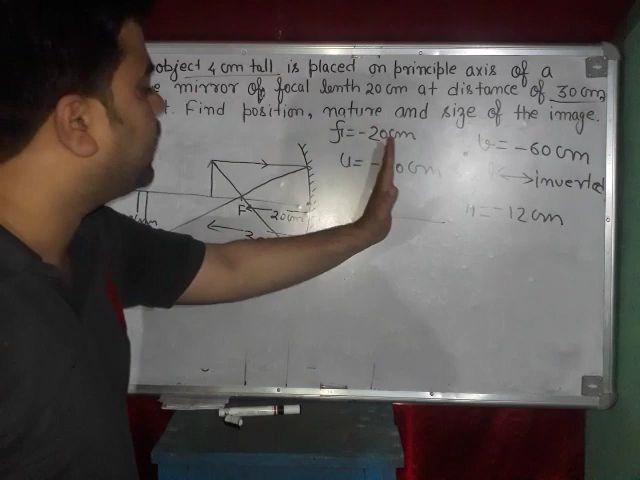 object 4 cm tall is placed on principle axis of a
mirror of focal lenth 20 cm at distance of 30 cm
Find position, nature and size of the image.
f = -20cm
v = -60 cm
u =
cm
inverted
-12 cm
F
20cm